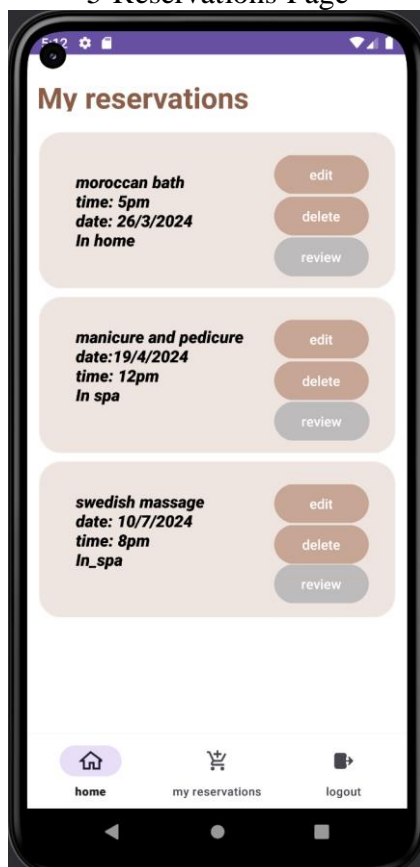 3-Reservations Page
5:12
My reservations
moroccan bath
time: 5pm
date: 26/3/2024
In home
edit
delete
review
manicure and pedicure
date:19/4/2024
time: 12pm
In spa
edit
delete
review
swedish massage
date: 10/7/2024
time: 8pm
In_spa
edit
delete
review
home
my reservations
logout